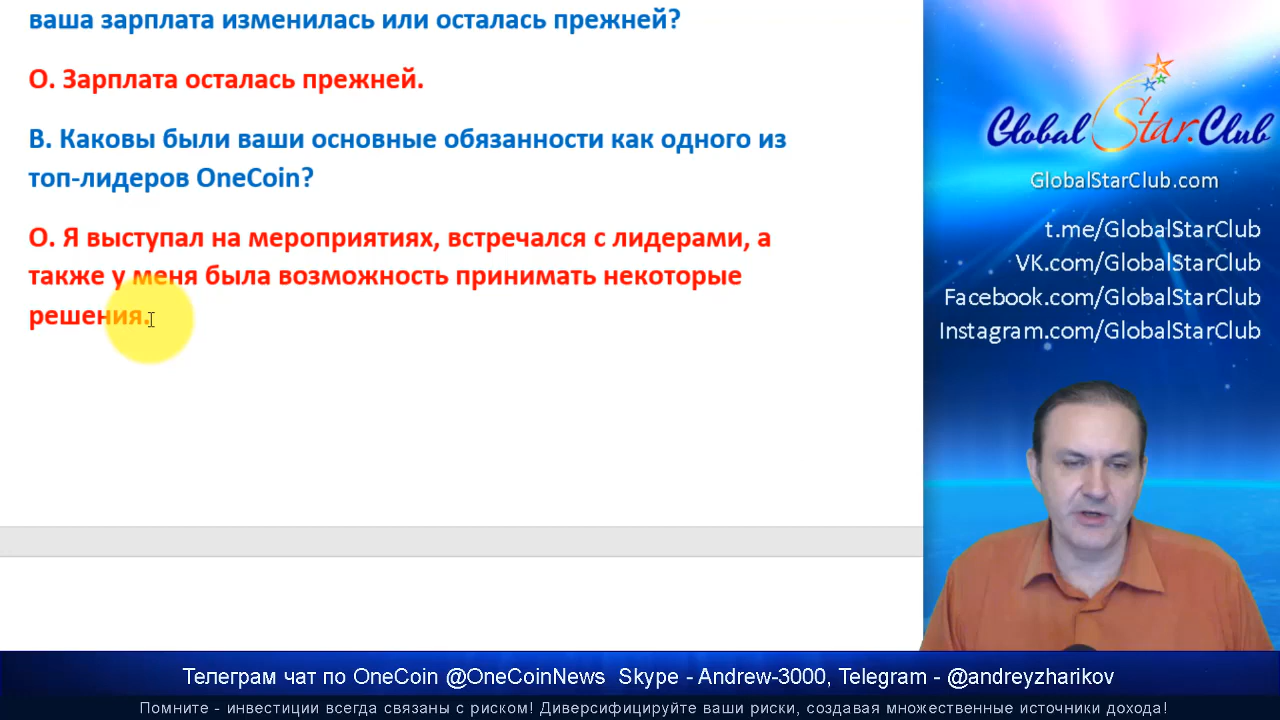 ваша зарплата изменилась или осталась прежней?
О. Зарплата осталась прежней.
В. Каковы были ваши основные обязанности как одного из
топ-лидеров OneCoin?
О. Я выступал на мероприятиях, встречался с лидерами, а
также у меня была возможность принимать некоторые
решения.
Global Star.Club
GlobalStarClub.com
t.me/GlobalStarClub
VK.com/GlobalStarClub
Facebook.com/GlobalStarClub
Instagram.com/GlobalStarClub
Телеграм чат по OneCoin @OneCoinNews Skype - Andrew-3000, Telegram - @andreyzharikov
Помните - инвестиции всегда связаны с риском! Диверсифицируйте ваши риски, создавая множественные источники дохода!